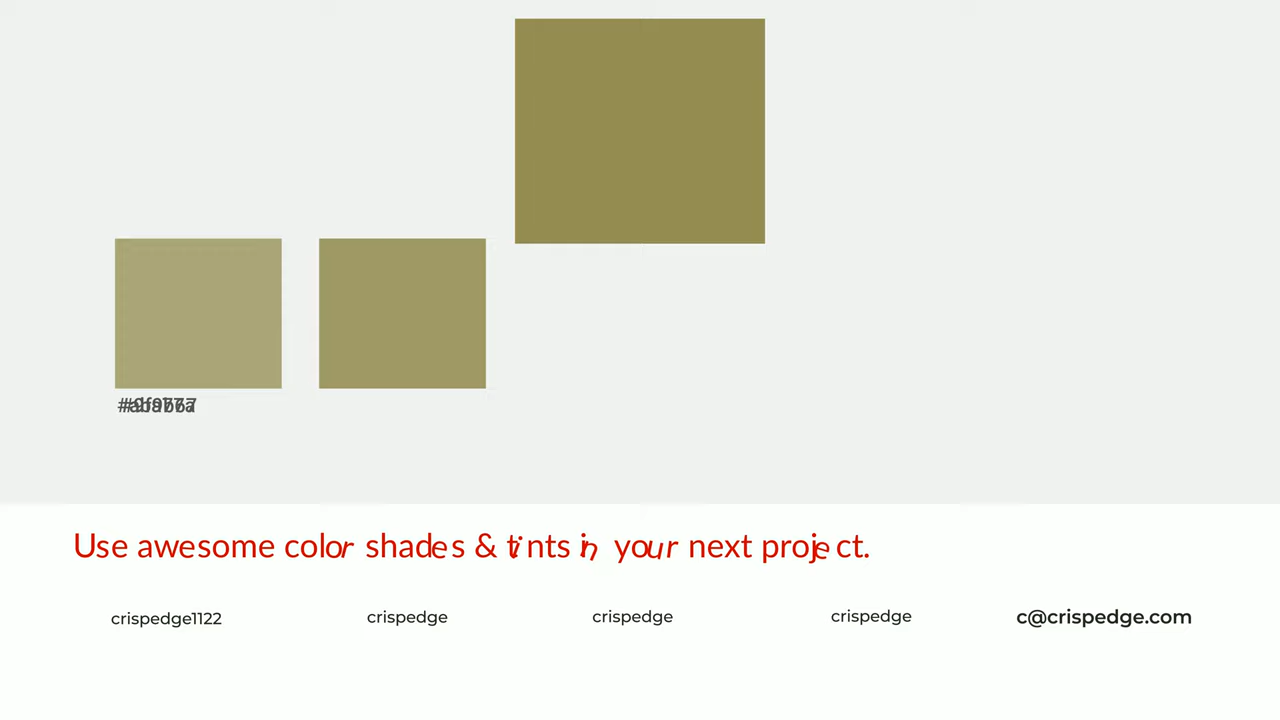 Use awesome color shades & tints in your next project.
crispedge1122 crispedge crispedge crispedge c@crispedge.com